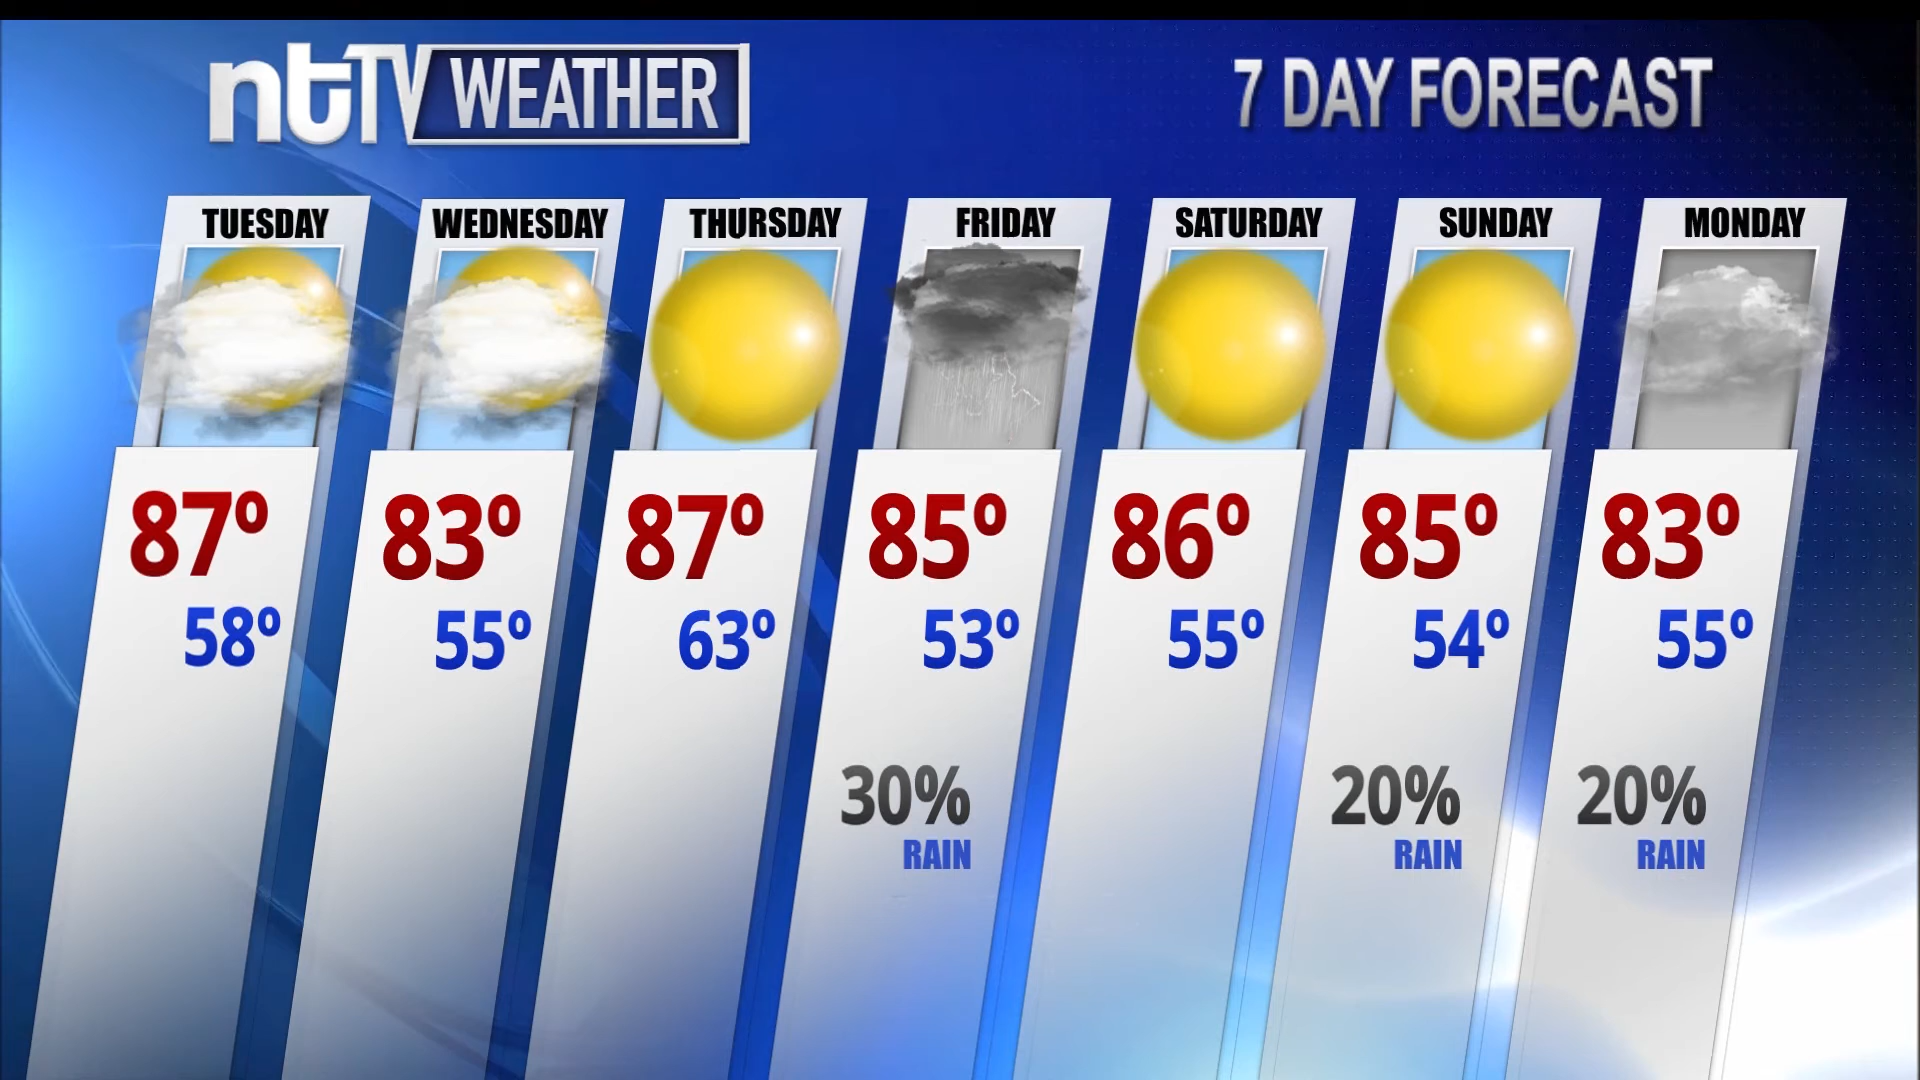 ntTV WEATHER
7 DAY FORECAST
TUESDAY
87º
58º
WEDNESDAY
83º
55º
THURSDAY
87º
63º
FRIDAY
85º
53º
30%
RAIN
SATURDAY
86º
55º
SUNDAY
85º
54º
20%
RAIN
MONDAY
83º
55º
20%
RAIN